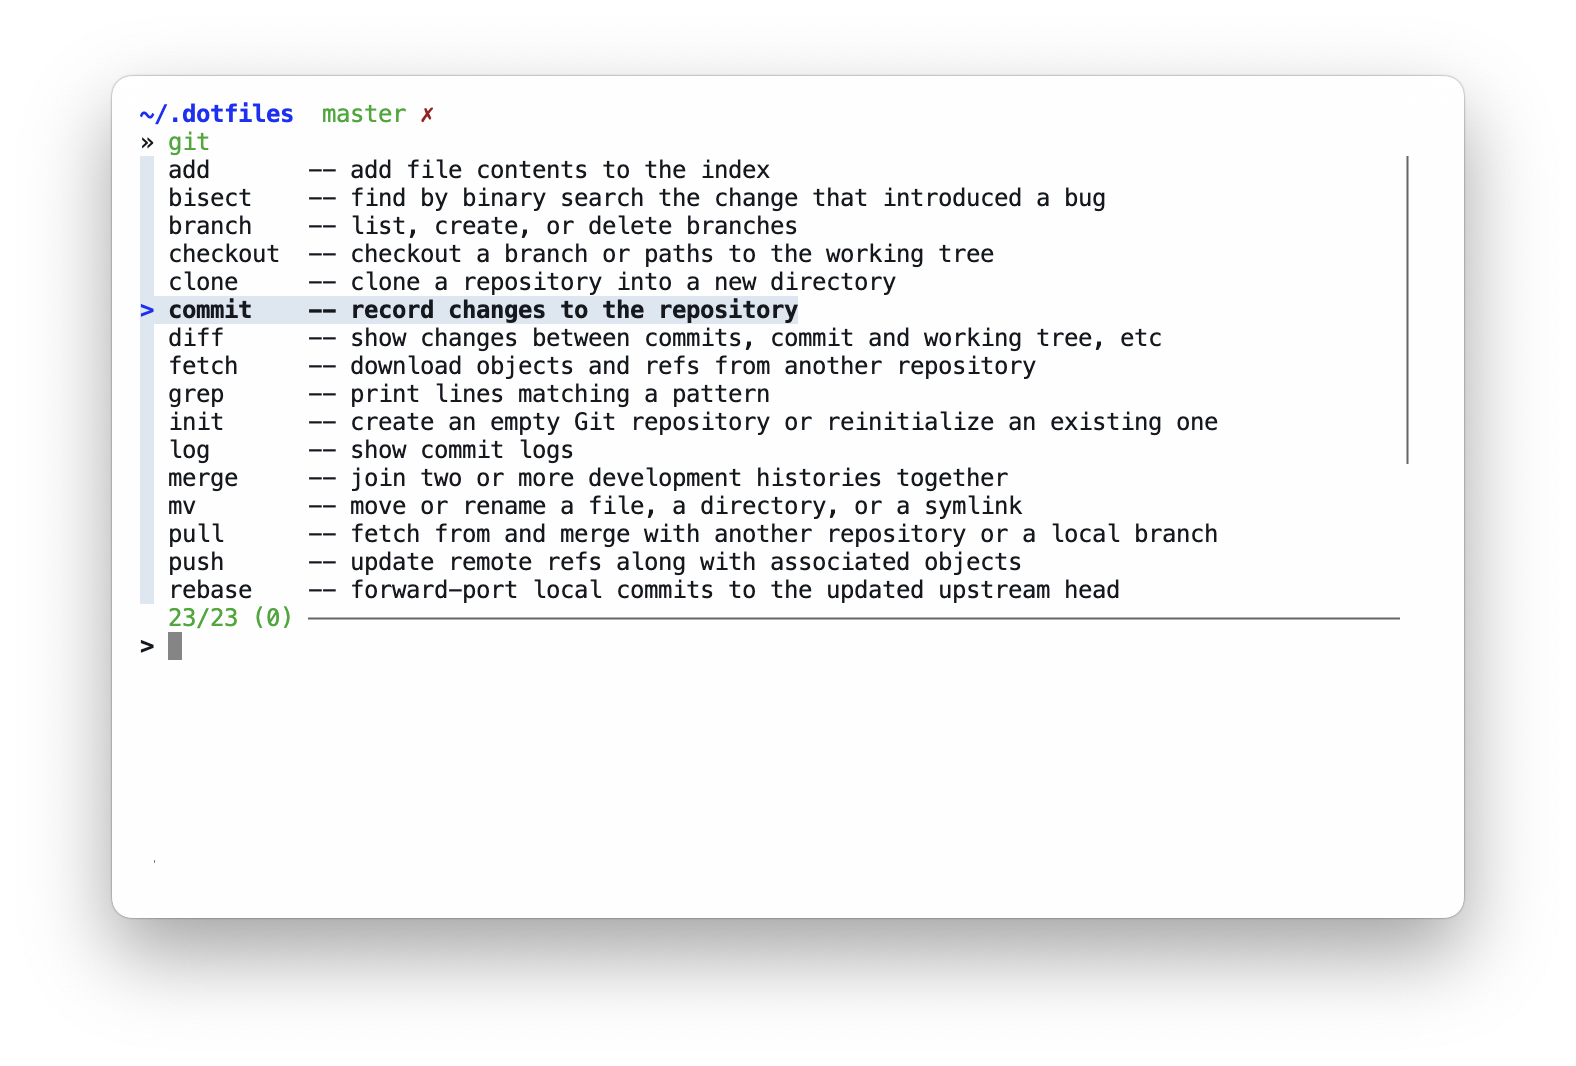 ~/.dotfiles  master ✗
» git
add       -- add file contents to the index
bisect    -- find by binary search the change that introduced a bug
branch    -- list, create, or delete branches
checkout  -- checkout a branch or paths to the working tree
clone     -- clone a repository into a new directory
> commit    -- record changes to the repository
diff      -- show changes between commits, commit and working tree, etc
fetch     -- download objects and refs from another repository
grep      -- print lines matching a pattern
init      -- create an empty Git repository or reinitialize an existing one
log       -- show commit logs
merge     -- join two or more development histories together
mv        -- move or rename a file, a directory, or a symlink
pull      -- fetch from and merge with another repository or a local branch
push      -- update remote refs along with associated objects
rebase    -- forward-port local commits to the updated upstream head
23/23 (0)
>